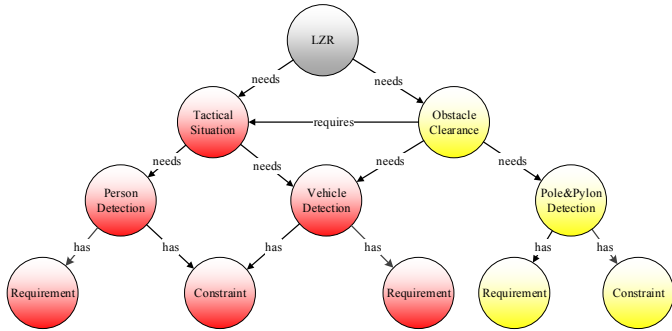 LZR
needs
needs
Tactical
Situation
requires
Obstacle
Clearance
needs
needs
needs
needs
Person
Detection
Vehicle
Detection
Pole&Pylon
Detection
has
has
has
has
has
has
Requirement
Constraint
Requirement
Requirement
Constraint